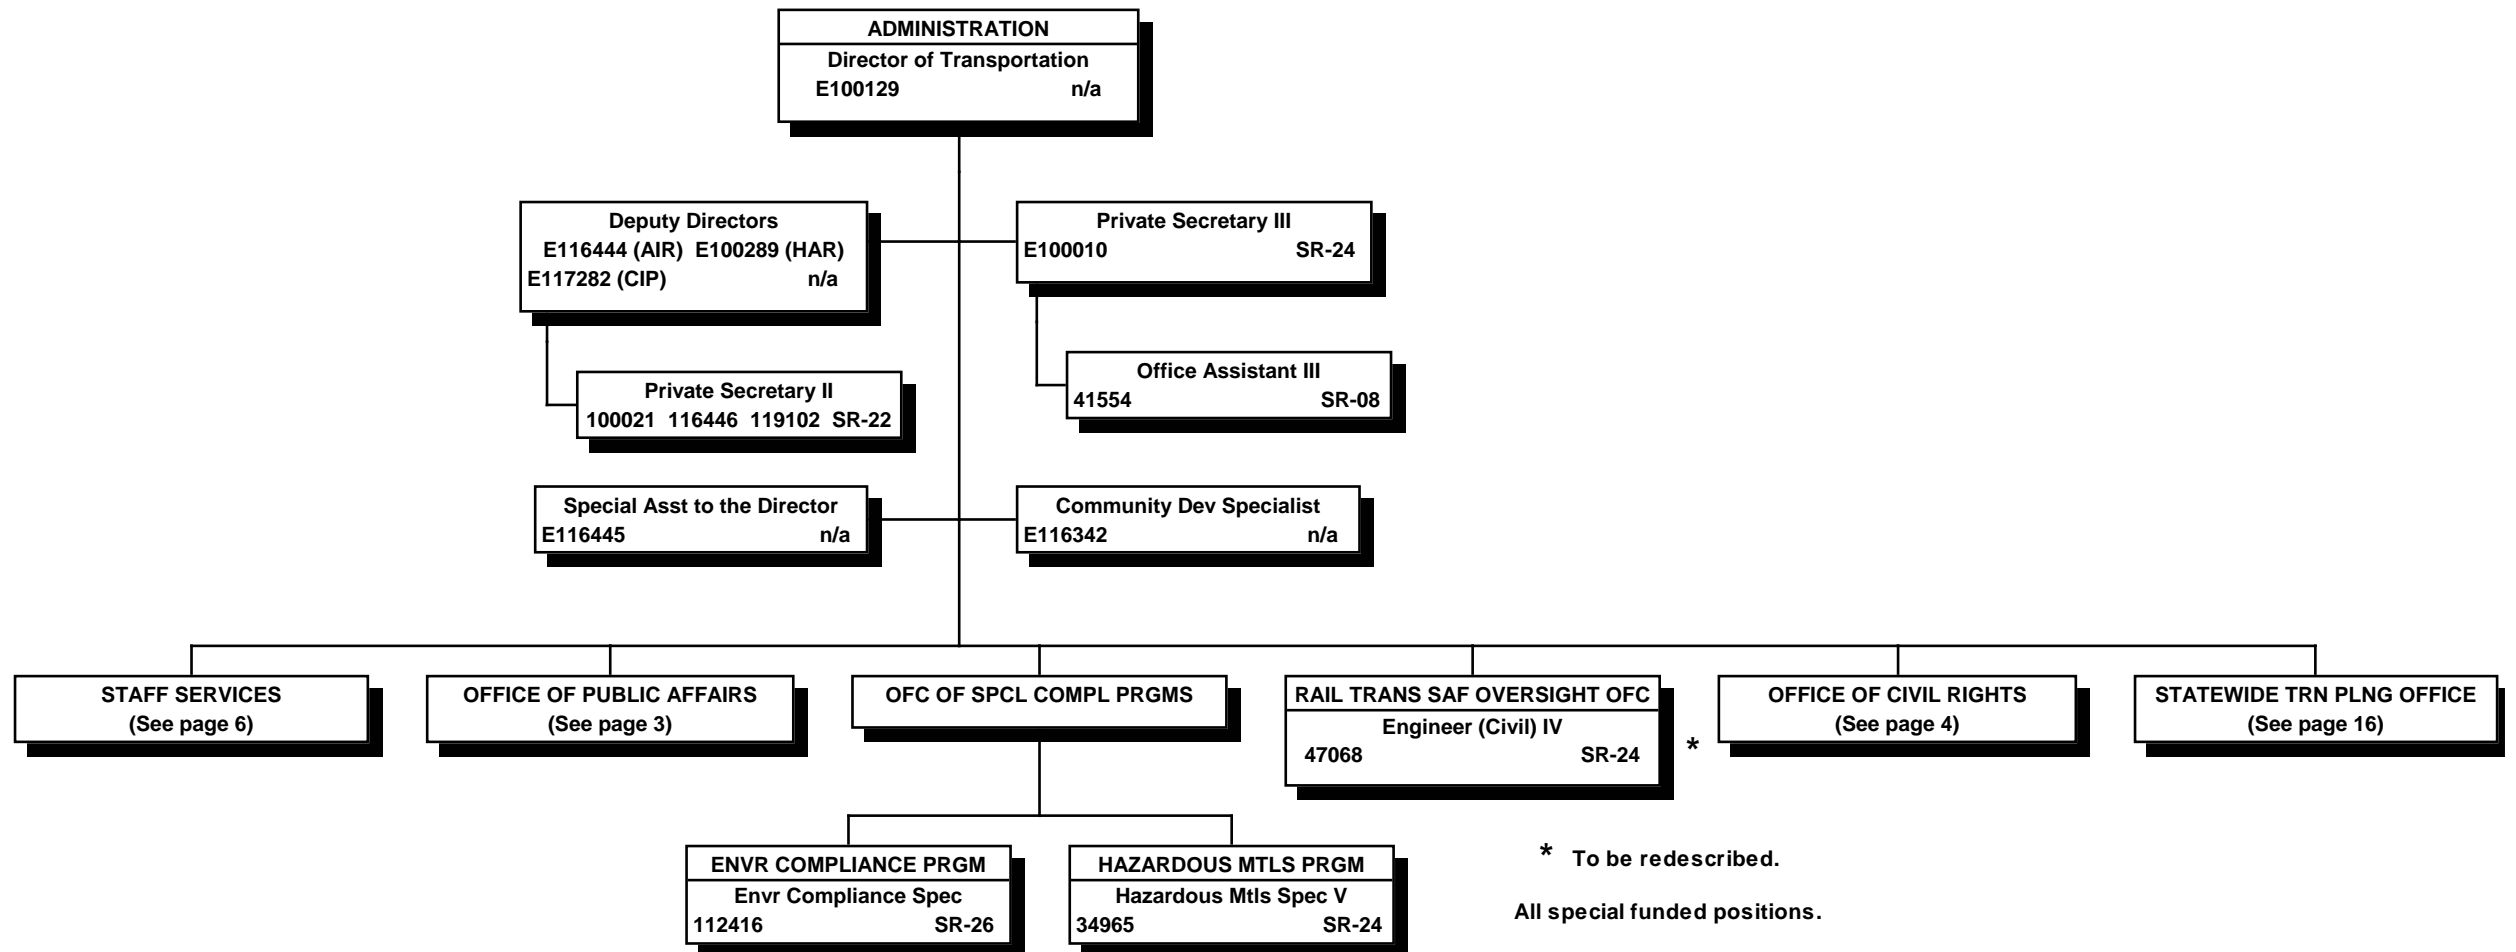 ADMINISTRATION
Director of Transportation
E100129 n/a
Deputy Directors
E116444 (AIR) E100289 (HAR)
E117282 (CIP) n/a
Private Secretary III
E100010 SR-24
Private Secretary II
100021 116446 119102 SR-22
Office Assistant III
41554 SR-08
Special Asst to the Director
E116445 n/a
Community Dev Specialist
E116342 n/a
STAFF SERVICES
(See page 6)
OFFICE OF PUBLIC AFFAIRS
(See page 3)
OFC OF SPCL COMPL PRGMS
RAIL TRANS SAF OVERSIGHT OFC
Engineer (Civil) IV
47068 SR-24
*
OFFICE OF CIVIL RIGHTS
(See page 4)
STATEWIDE TRN PLNG OFFICE
(See page 16)
ENVR COMPLIANCE PRGM
Envr Compliance Spec
112416 SR-26
HAZARDOUS MTLS PRGM
Hazardous Mtls Spec V
34965 SR-24
* To be redescribed.
All special funded positions.